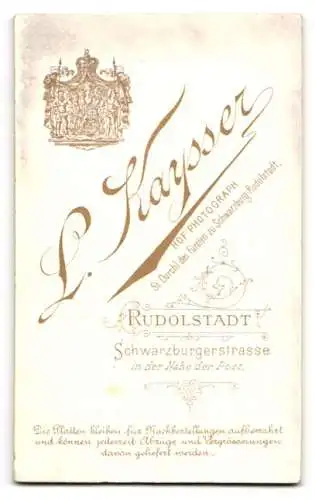 L. Kaysser
HOF PHOTOGRAPH
Sr. Durchl. des Fürsten zu Schwarzburg Rudolstadt.
RUDOLSTADT
Schwarzburgerstrasse
in der Nähe der Post.
Die Platten bleiben für Nachbestellungen aufbewahrt
und können jederzeit Abzüge und Vergrösserungen
davon geliefert werden.